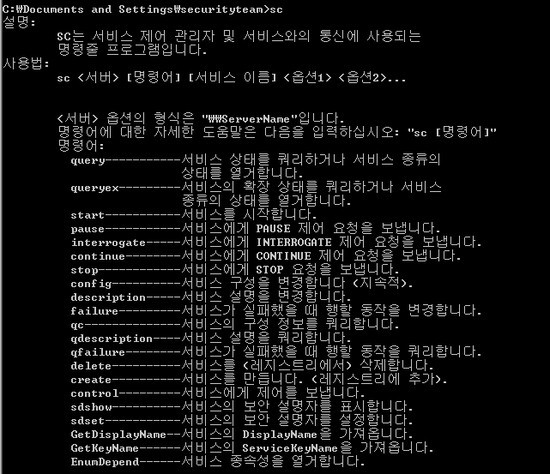 C:₩Documents and Settings₩securityteam>sc
설명:
SC는 서비스 제어 관리자 및 서비스와의 통신에 사용되는
명령줄 프로그램입니다.
사용법:
sc <서버> [명령어] [서비스 이름] <옵션1> <옵션2>...
<서버> 옵션의 형식은 "₩₩ServerName"입니다.
명령어에 대한 자세한 도움말은 다음을 입력하십시오: "sc [명령어]"
명령어:
query-----------서비스 상태를 쿼리하거나 서비스 종류의
상태를 열거합니다.
queryex---------서비스의 확장 상태를 쿼리하거나 서비스
종류의 상태를 열거합니다.
start-----------서비스를 시작합니다.
pause-----------서비스에게 PAUSE 제어 요청을 보냅니다.
interrogate-----서비스에게 INTERROGATE 제어 요청을 보냅니다.
continue--------서비스에게 CONTINUE 제어 요청을 보냅니다.
stop------------서비스에게 STOP 요청을 보냅니다.
config----------서비스 구성을 변경합니다 <지속적>.
description-----서비스 설명을 변경합니다.
failure---------서비스가 실패했을 때 행할 동작을 변경합니다.
qc--------------서비스의 구성 정보를 쿼리합니다.
qdescription----서비스 설명을 쿼리합니다.
qfailure--------서비스가 실패했을 때 행할 동작을 쿼리합니다.
delete----------서비스를 <레지스트리에서> 삭제합니다.
create----------서비스를 만듭니다. <레지스트리에 추가>.
control---------서비스에게 제어를 보냅니다.
sdshow----------서비스의 보안 설명자를 표시합니다.
sdset-----------서비스의 보안 설명자를 설정합니다.
GetDisplayName--서비스의 DisplayName을 가져옵니다.
GetKeyName------서비스의 ServiceKeyName을 가져옵니다.
EnumDepend------서비스 종속성을 열거합니다.